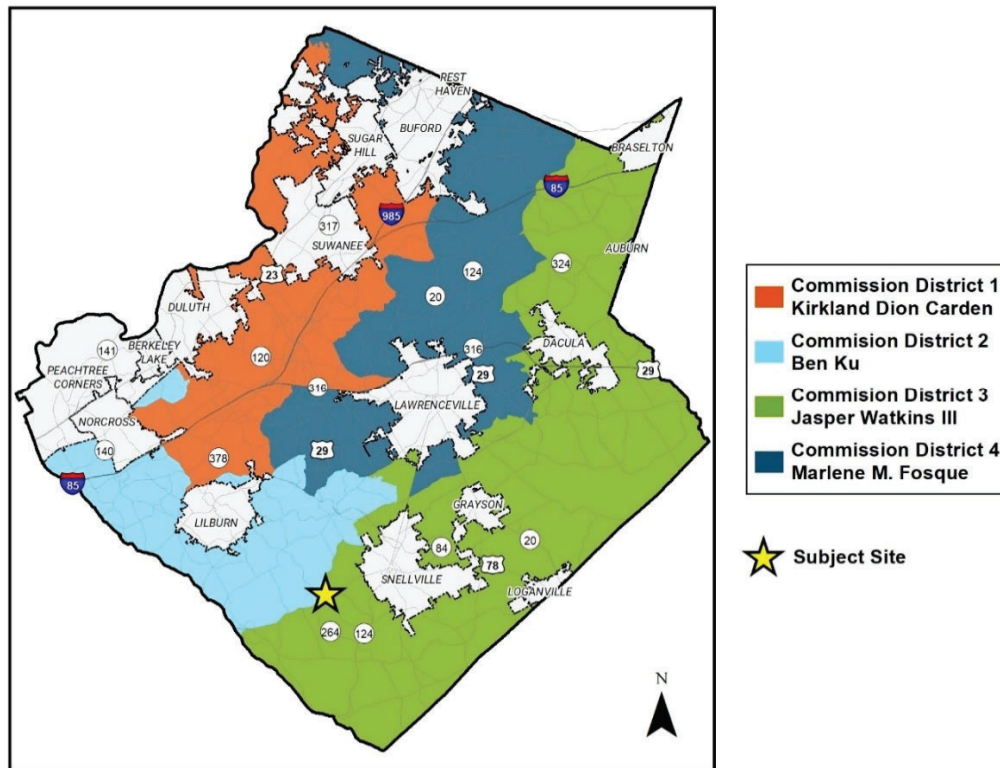 REST
HAVEN
BUFORD
SUGAR
HILL
BRASELTON
85
985
317
SUWANEE
AUBURN
23
124
324
20
DULUTH
BERKELEY
LAKE
141
PEACHTREE
CORNERS
120
316
DACULA
29
29
316
LAWRENCEVILLE
NORCROSS
140
378
29
85
LILBURN
GRAYSON
84
20
78
SNELLVILLE
LOGANVILLE
264
124
N
Commission District 1
Kirkland Dion Carden
Commision District 2
Ben Ku
Commision District 3
Jasper Watkins III
Commision District 4
Marlene M. Fosque
Subject Site